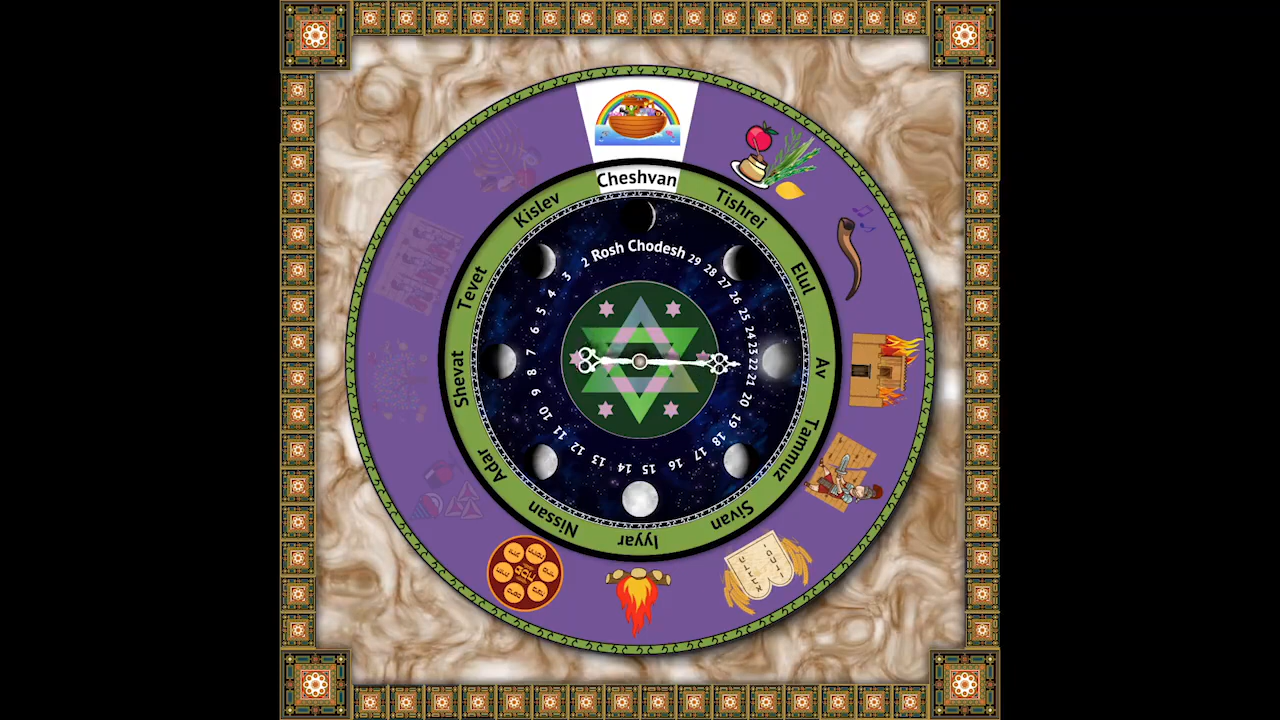 Cheshvan
Tishrei
Elul
Av
Tammuz
Sivan
Iyyar
Nissan
Adar
Shevat
Tevet
Kislev
Rosh Chodesh
2
3
4
5
6
7
8
9
10
11
12
13
14
15
16
17
18
19
20
21
22
23
24
25
26
27
28
29